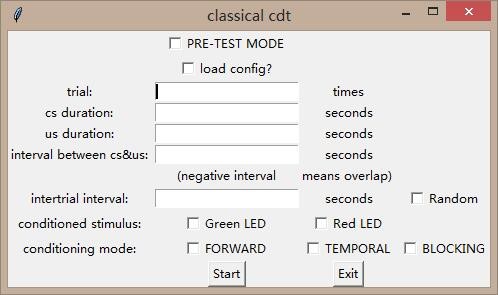 classical cdt
PRE-TEST MODE
load config?
trial: times
cs duration: seconds
us duration: seconds
interval between cs&us: seconds
(negative interval means overlap)
intertrial interval: seconds Random
conditioned stimulus: Green LED Red LED
conditioning mode: FORWARD TEMPORAL BLOCKING
Start Exit